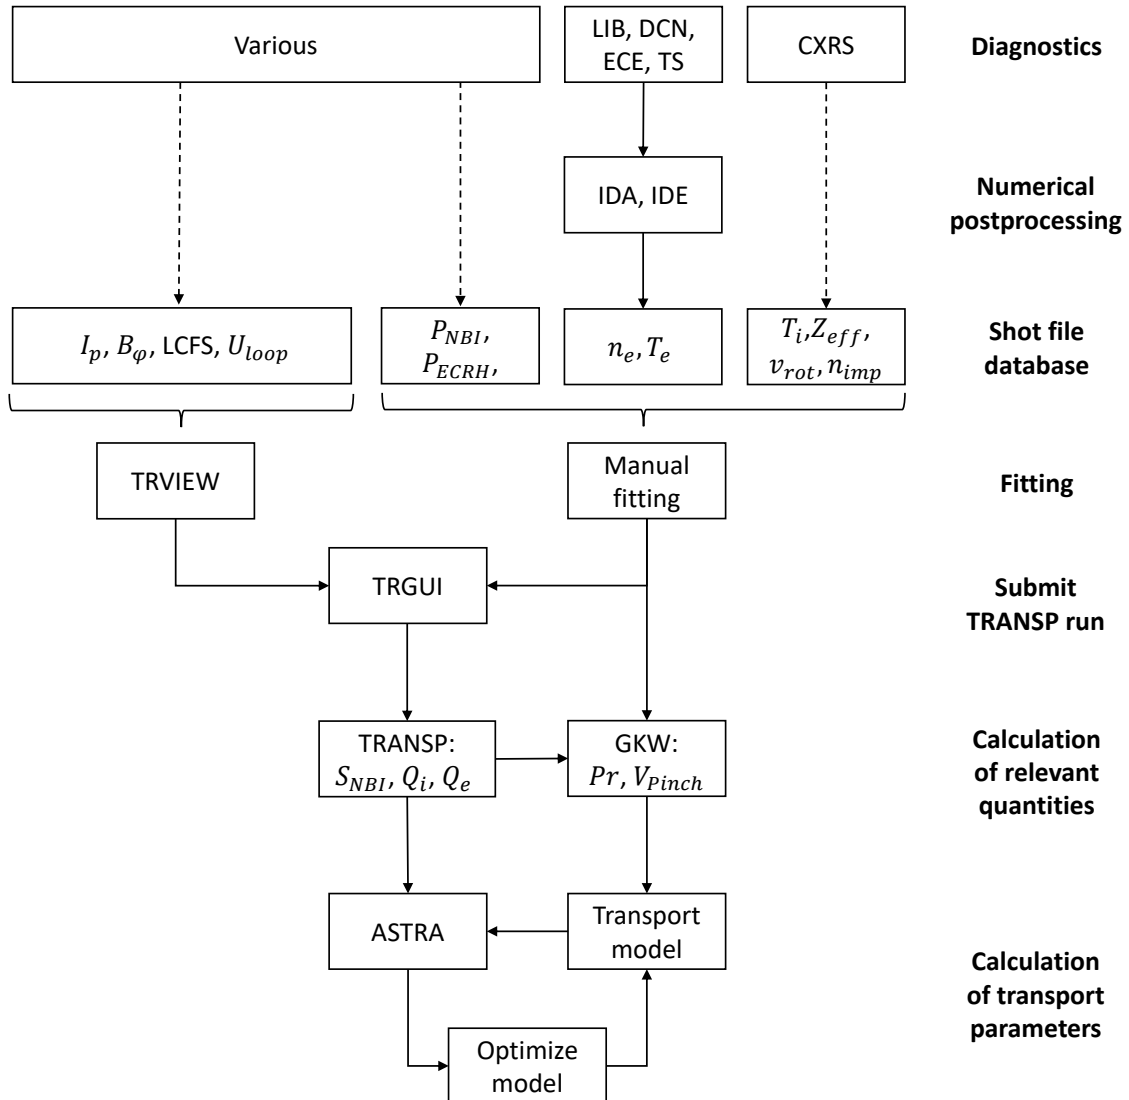 Various
LIB, DCN,
ECE, TS
CXRS
Diagnostics
IDA, IDE
Numerical
postprocessing
I_p, B_φ, LCFS, U_loop
P_NBI,
P_ECRH,
n_e, T_e
T_i,Z_eff,
v_rot, n_imp
Shot file
database
TRVIEW
Manual
fitting
Fitting
TRGUI
Submit
TRANSP run
TRANSP:
S_NBI, Q_i, Q_e
GKW:
Pr, V_Pinch
Calculation
of relevant
quantities
ASTRA
Transport
model
Calculation
of transport
parameters
Optimize
model